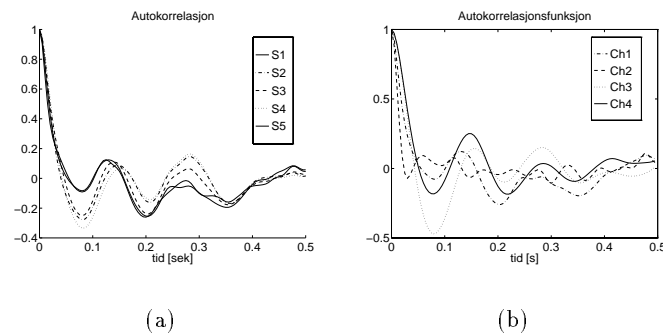 Autokorrelasjon
1
0.8
0.6
0.4
0.2
0
−0.2
−0.4
0
0.1
0.2
0.3
0.4
0.5
tid [sek]
S1
S2
S3
S4
S5
(a)
Autokorrelasjonsfunksjon
1
0.5
0
−0.5
0
0.1
0.2
0.3
0.4
0.5
tid [s]
Ch1
Ch2
Ch3
Ch4
(b)